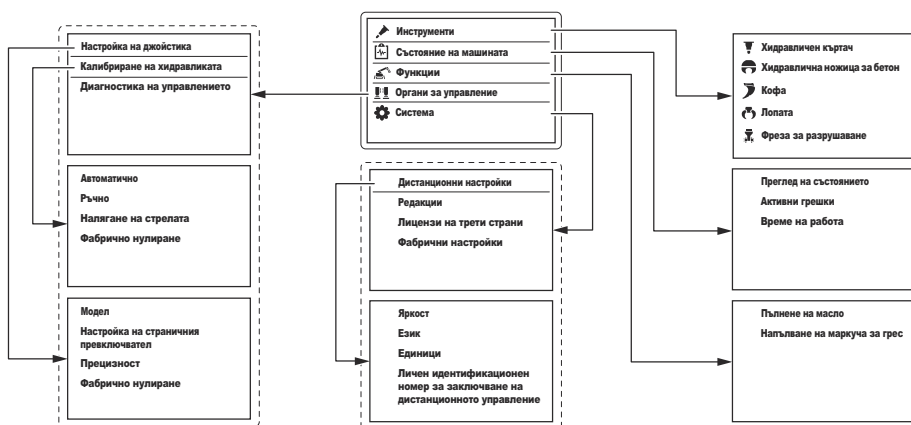 Инструменти
Състояние на машината
Функции
Органи за управление
Система
Настройка на джойстика
Калибриране на хидравликата
Диагностика на управлението
Автоматично
Ръчно
Налягане на стрелата
Фабрично нулиране
Модел
Настройка на страничния
превключвател
Прецизност
Фабрично нулиране
Дистанционни настройки
Редакции
Лицензи на трети страни
Фабрични настройки
Яркост
Език
Единици
Личен идентификационен
номер за заключване на
дистанционното управление
Хидравличен къртач
Хидравлична ножица за бетон
Кофа
Лопата
Фреза за разрушаване
Преглед на състоянието
Активни грешки
Време на работа
Пълнене на масло
Напълване на маркуча за грес